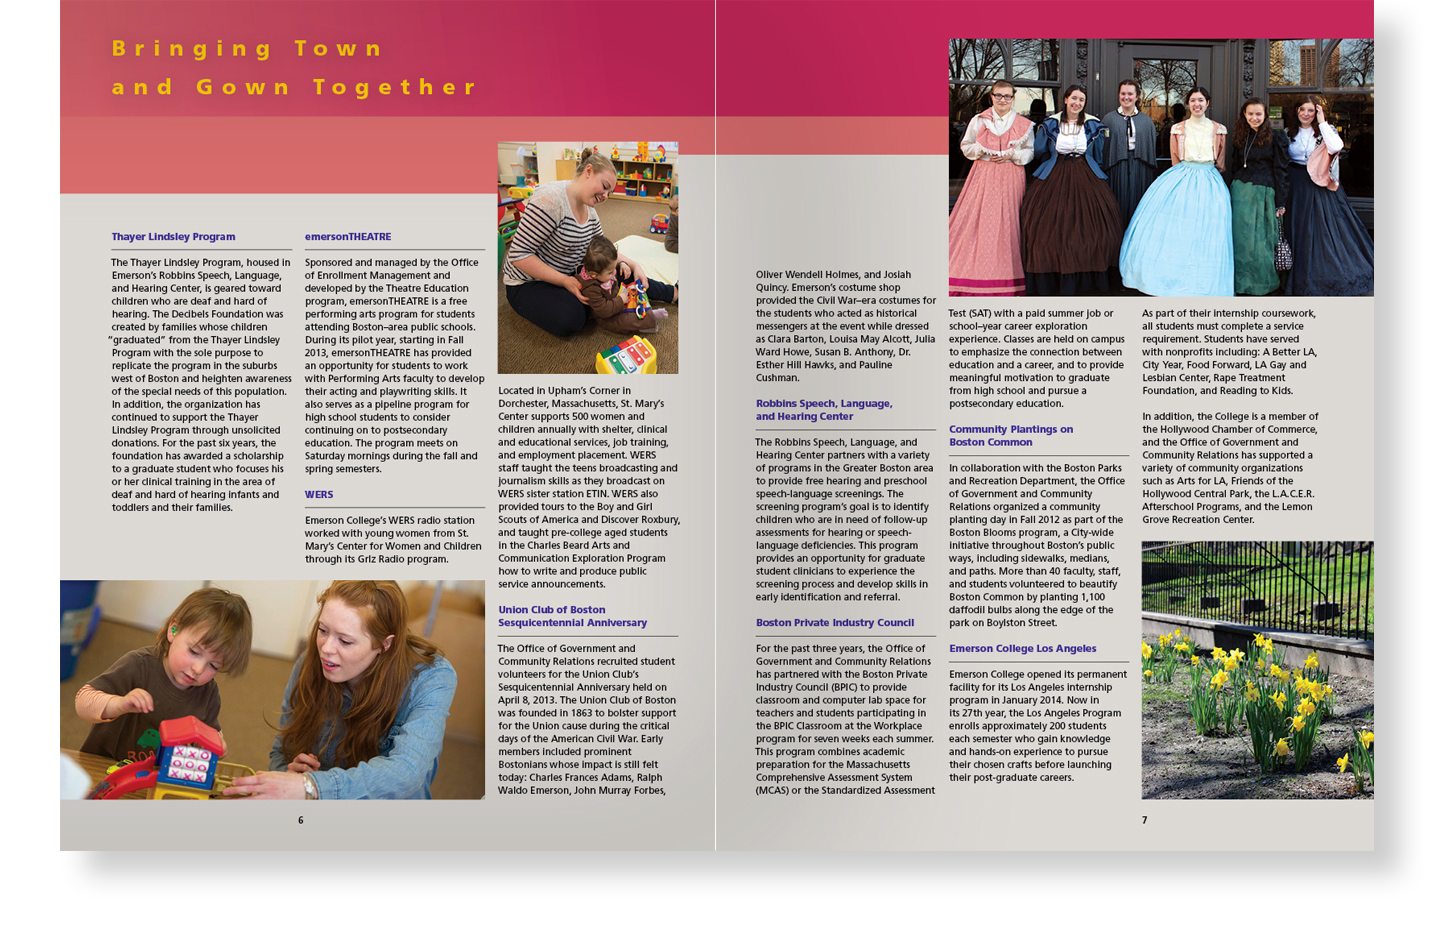 Bringing Town
and Gown Together
Thayer Lindsley Program
The Thayer Lindsley Program, housed in
Emerson's Robbins Speech, Language,
and Hearing Center, is geared toward
children who are deaf and hard of
hearing. The Decibels Foundation was
created by families whose children
"graduated" from the Thayer Lindsley
Program with the sole purpose to
replicate the program in the suburbs
west of Boston and heighten awareness
of the special needs of this population.
In addition, the organization has
continued to support the Thayer
Lindsley Program through unsolicited
donations. For the past six years, the
foundation has awarded a scholarship
to a graduate student who focuses his
or her clinical training in the area of
deaf and hard of hearing infants and
toddlers and their families.
emersonTHEATRE
Sponsored and managed by the Office
of Enrollment Management and
developed by the Theatre Education
program, emersonTHEATRE is a free
performing arts program for students
attending Boston–area public schools.
During its pilot year, starting in Fall
2013, emersonTHEATRE has provided
an opportunity for students to work
with Performing Arts faculty to develop
their acting and playwriting skills. It
also serves as a pipeline program for
high school students to consider
continuing on to postsecondary
education. The program meets on
Saturday mornings during the fall and
spring semesters.
WERS
Emerson College's WERS radio station
worked with young women from St.
Mary's Center for Women and Children
through its Griz Radio program.
Located in Upham's Corner in
Dorchester, Massachusetts, St. Mary's
Center supports 500 women and
children annually with shelter, clinical
and educational services, job training,
and employment placement. WERS
staff taught the teens broadcasting and
journalism skills as they broadcast on
WERS sister station ETIN. WERS also
provided tours to the Boy and Girl
Scouts of America and Discover Roxbury,
and taught pre-college aged students
in the Charles Beard Arts and
Communication Exploration Program
how to write and produce public
service announcements.
Union Club of Boston
Sesquicentennial Anniversary
The Office of Government and
Community Relations recruited student
volunteers for the Union Club's
Sesquicentennial Anniversary held on
April 8, 2013. The Union Club of Boston
was founded in 1863 to bolster support
for the Union cause during the critical
days of the American Civil War. Early
members included prominent
Bostonians whose impact is still felt
today: Charles Frances Adams, Ralph
Waldo Emerson, John Murray Forbes,
6
Oliver Wendell Holmes, and Josiah
Quincy. Emerson's costume shop
provided the Civil War–era costumes for
the students who acted as historical
messengers at the event while dressed
as Clara Barton, Louisa May Alcott, Julia
Ward Howe, Susan B. Anthony, Dr.
Esther Hill Hawks, and Pauline
Cushman.
Robbins Speech, Language,
and Hearing Center
The Robbins Speech, Language, and
Hearing Center partners with a variety
of programs in the Greater Boston area
to provide free hearing and preschool
speech-language screenings. The
screening program's goal is to identify
children who are in need of follow-up
assessments for hearing or speech-
language deficiencies. This program
provides an opportunity for graduate
student clinicians to experience the
screening process and develop skills in
early identification and referral.
Boston Private Industry Council
For the past three years, the Office of
Government and Community Relations
has partnered with the Boston Private
Industry Council (BPIC) to provide
classroom and computer lab space for
teachers and students participating in
the BPIC Classroom at the Workplace
program for seven weeks each summer.
This program combines academic
preparation for the Massachusetts
Comprehensive Assessment System
(MCAS) or the Standardized Assessment
Test (SAT) with a paid summer job or
school–year career exploration
experience. Classes are held on campus
to emphasize the connection between
education and a career, and to provide
meaningful motivation to graduate
from high school and pursue a
postsecondary education.
Community Plantings on
Boston Common
In collaboration with the Boston Parks
and Recreation Department, the Office
of Government and Community
Relations organized a community
planting day in Fall 2012 as part of the
Boston Blooms program, a City-wide
initiative throughout Boston's public
ways, including sidewalks, medians,
and paths. More than 40 faculty, staff,
and students volunteered to beautify
Boston Common by planting 1,100
daffodil bulbs along the edge of the
park on Boylston Street.
Emerson College Los Angeles
Emerson College opened its permanent
facility for its Los Angeles internship
program in January 2014. Now in
its 27th year, the Los Angeles Program
enrolls approximately 200 students
each semester who gain knowledge
and hands-on experience to pursue
their chosen crafts before launching
their post-graduate careers.
As part of their internship coursework,
all students must complete a service
requirement. Students have served
with nonprofits including: A Better LA,
City Year, Food Forward, LA Gay and
Lesbian Center, Rape Treatment
Foundation, and Reading to Kids.
In addition, the College is a member of
the Hollywood Chamber of Commerce,
and the Office of Government and
Community Relations has supported a
variety of community organizations
such as Arts for LA, Friends of the
Hollywood Central Park, the L.A.C.E.R.
Afterschool Programs, and the Lemon
Grove Recreation Center.
7